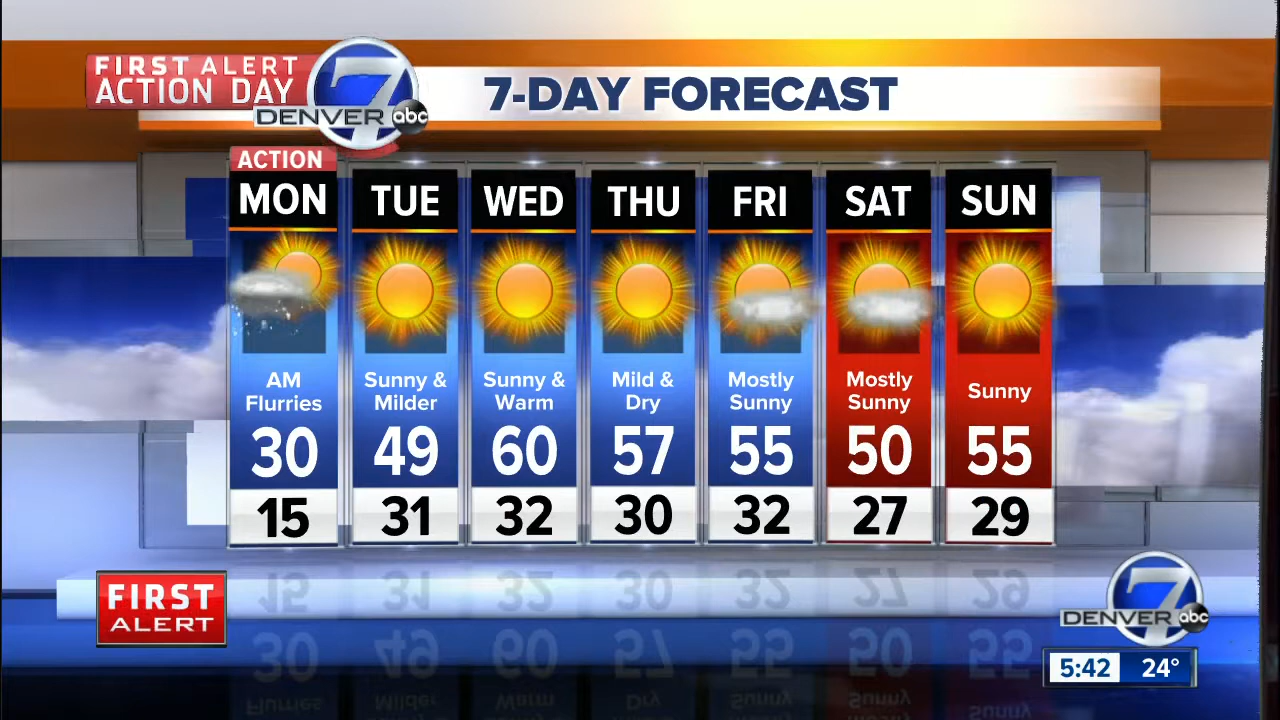 FIRST ALERT
ACTION DAY
7
DENVER abc
7-DAY FORECAST
ACTION
MON TUE WED THU FRI SAT SUN
AM Flurries
Sunny & Milder
Sunny & Warm
Mild & Dry
Mostly Sunny
Mostly Sunny
Sunny
30 49 60 57 55 50 55
15 31 32 30 32 27 29
FIRST
ALERT
7
DENVER abc
5:42 24°